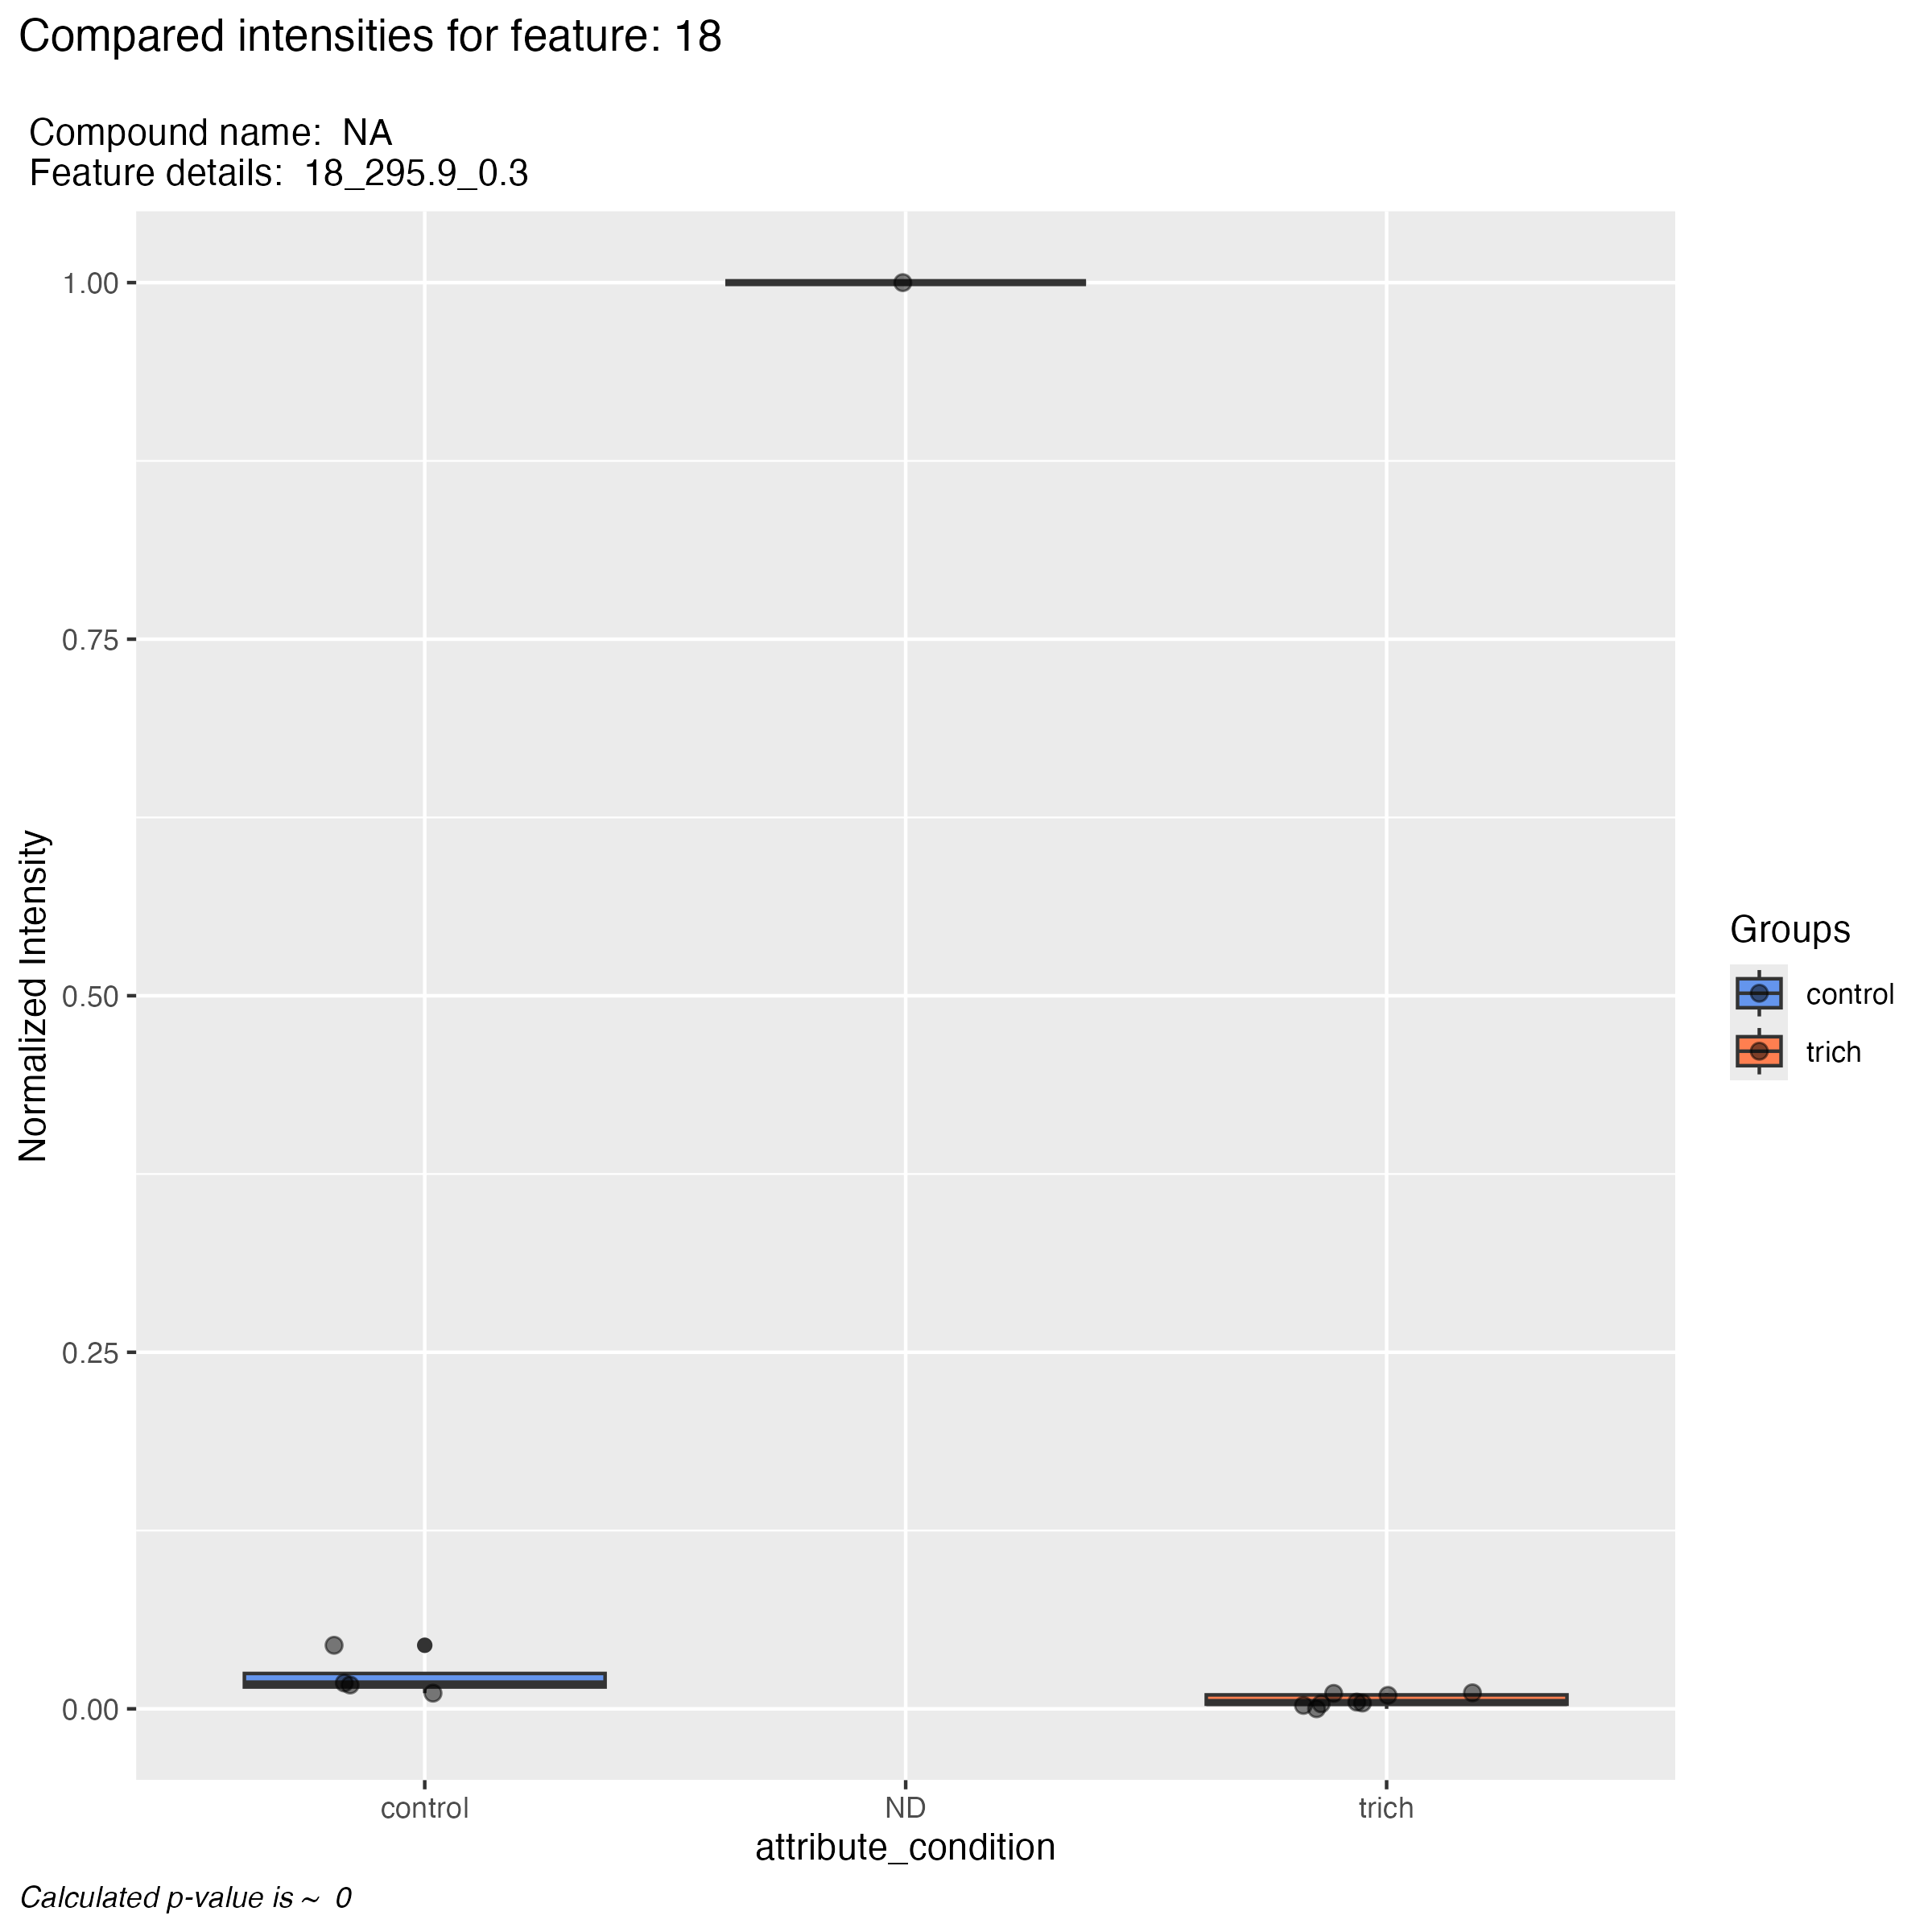 Compared intensities for feature: 18
Compound name: NA
Feature details: 18_295.9_0.3
Normalized Intensity
1.00
0.75
0.50
0.25
0.00
control
ND
trich
attribute_condition
Groups
control
trich
Calculated p-value is ~ 0